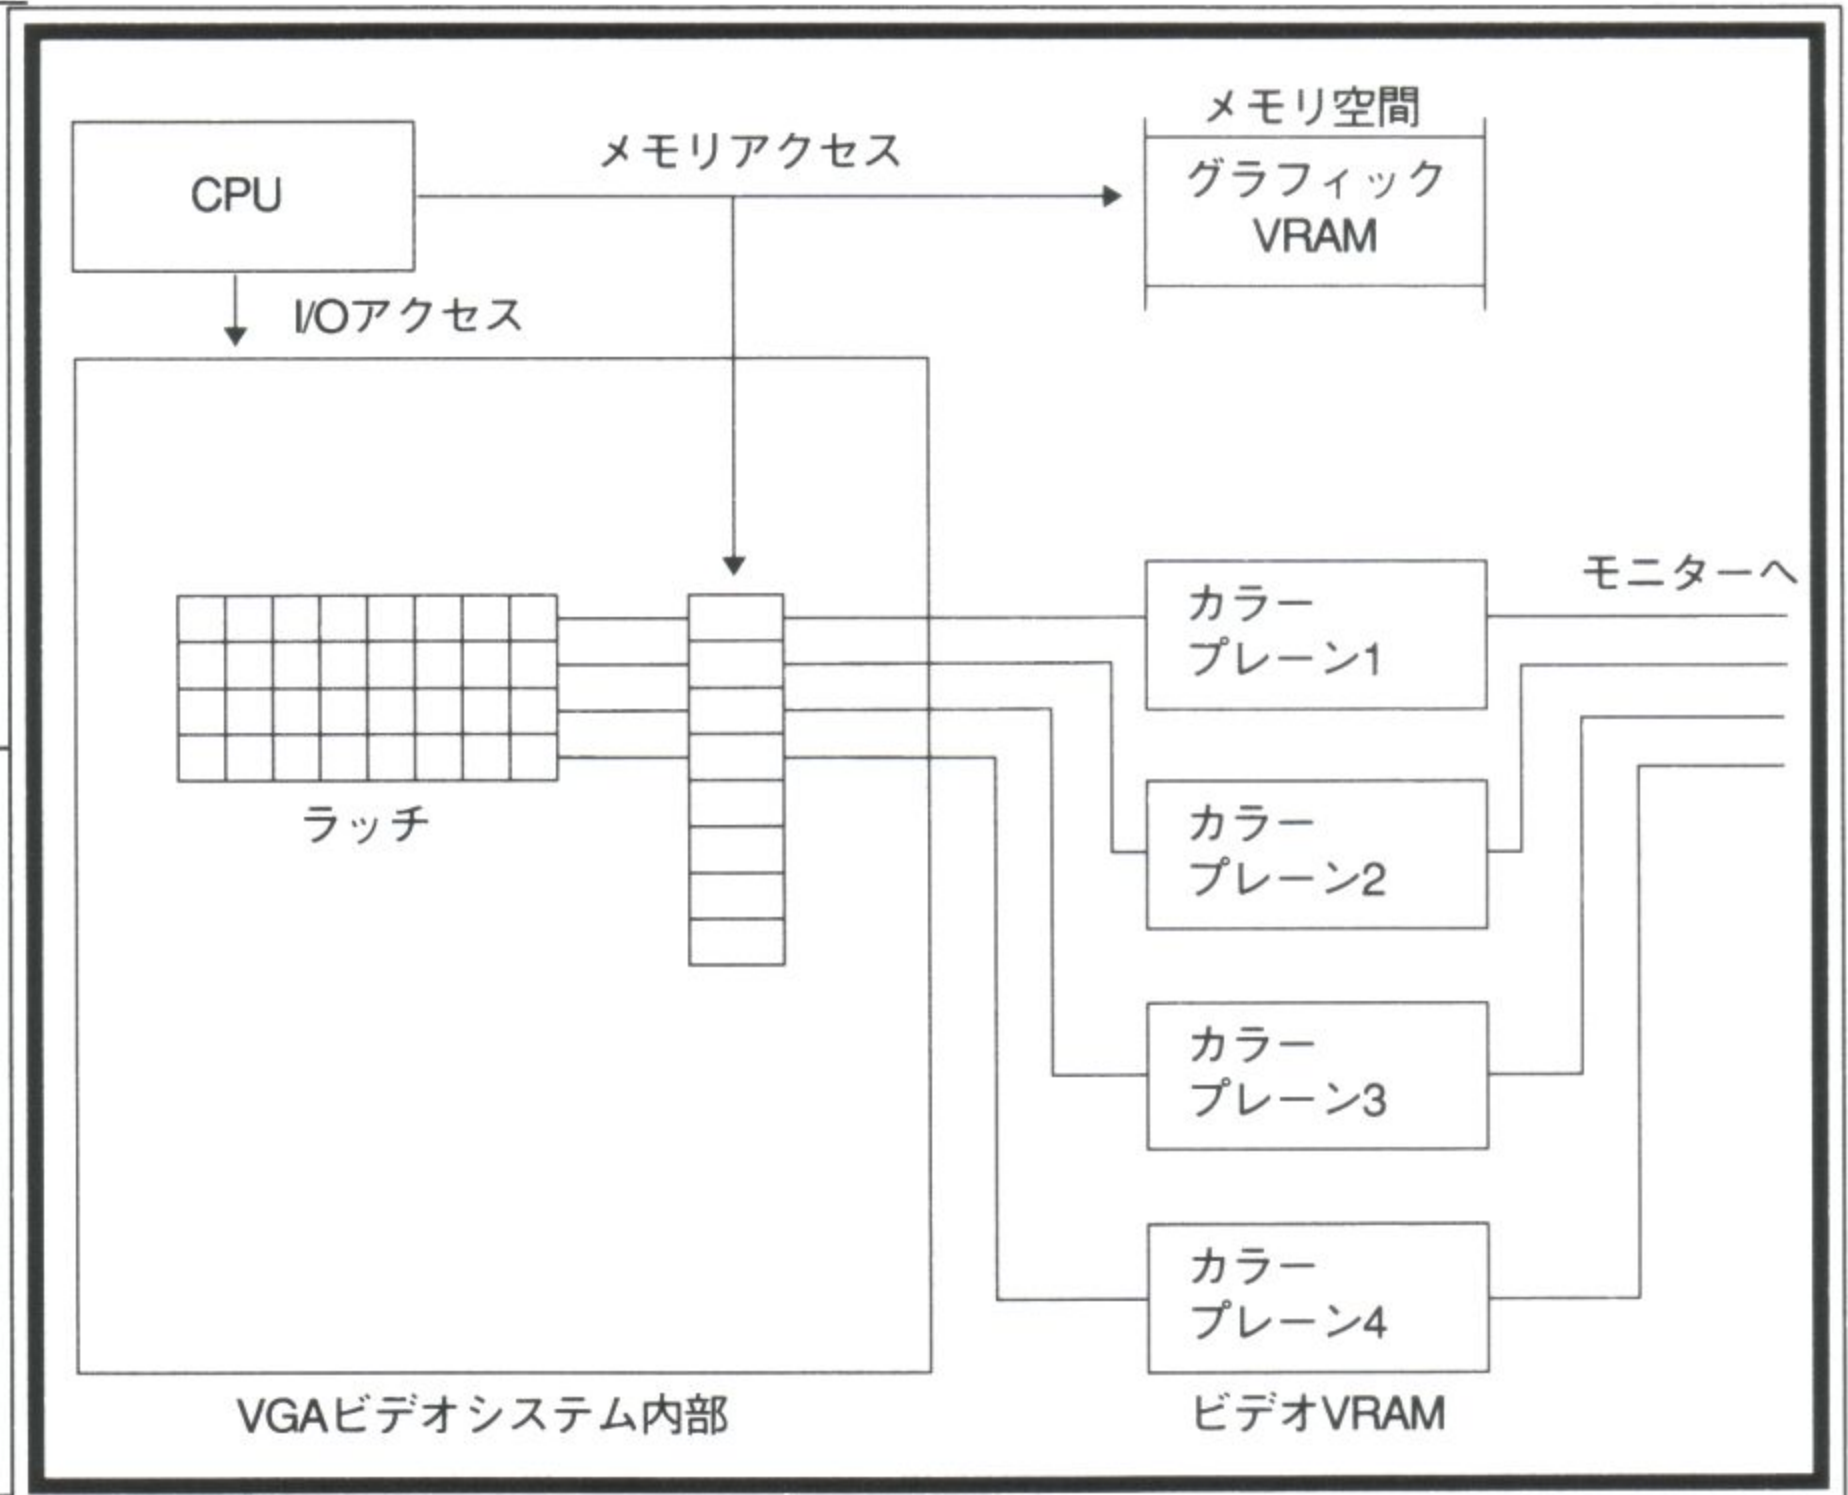 メモリ空間
CPU
メモリアクセス
グラフィック
VRAM
I/Oアクセス
モニターへ
カラー
プレーン1
ラッチ
カラー
プレーン2
カラー
プレーン3
カラー
プレーン4
VGAビデオシステム内部
ビデオVRAM